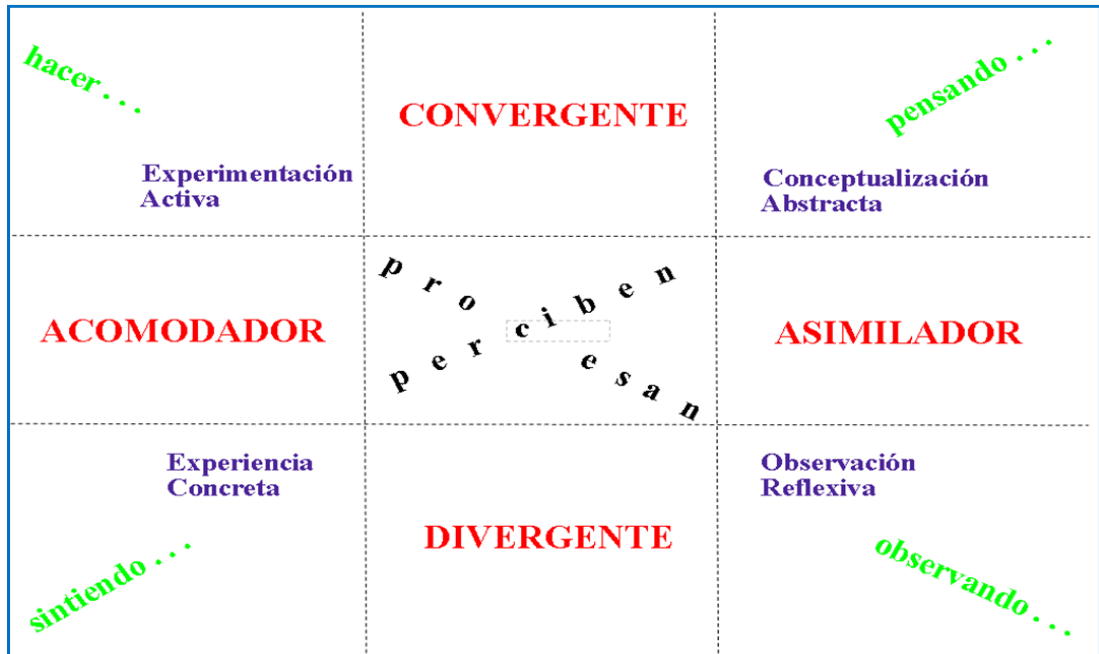 hacer . . .
CONVERGENTE
pensando . . .
Experimentación
Activa
Conceptualización
Abstracta
ACOMODADOR
p r o c e s a n
p e r c i b e n
ASIMILADOR
Experiencia
Concreta
DIVERGENTE
Observación
Reflexiva
sintiendo . . .
observando . . .